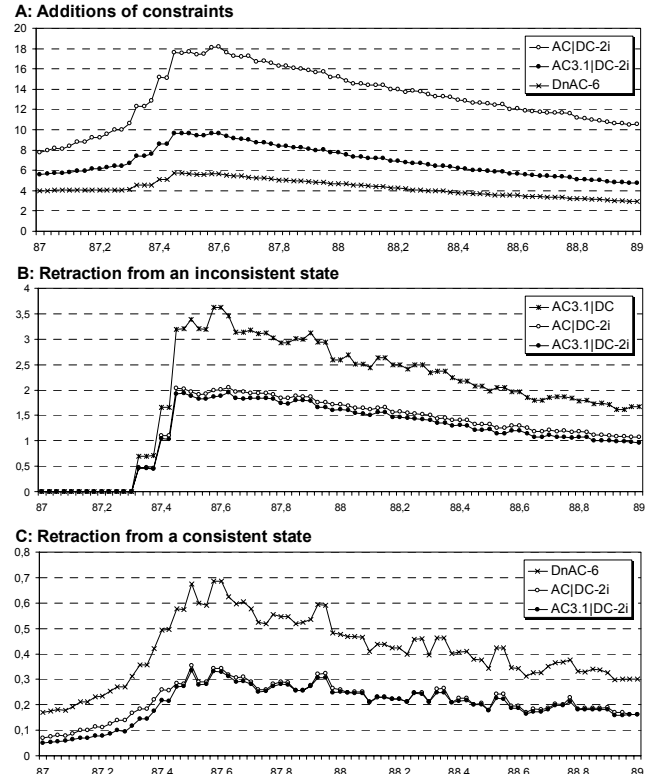 A: Additions of constraints
20
18
16
14
12
10
8
6
4
2
0
AC|DC-2i
AC3.1|DC-2i
DnAC-6
87 87,2 87,4 87,6 87,8 88 88,2 88,4 88,6 88,8 89
B: Retraction from an inconsistent state
4
3,5
3
2,5
2
1,5
1
0,5
0
AC3.1|DC
AC|DC-2i
AC3.1|DC-2i
87 87,2 87,4 87,6 87,8 88 88,2 88,4 88,6 88,8 89
C: Retraction from a consistent state
0,8
0,7
0,6
0,5
0,4
0,3
0,2
0,1
0
DnAC-6
AC|DC-2i
AC3.1|DC-2i
87 87,2 87,4 87,6 87,8 88 88,2 88,4 88,6 88,8 89